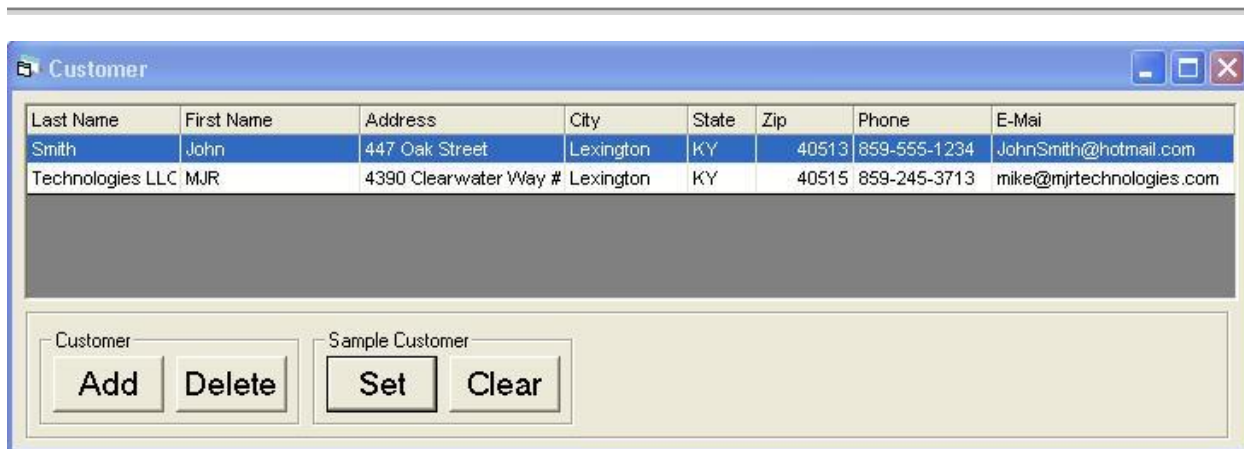 Customer
Last Name First Name Address City State Zip Phone E-Mai
Smith John 447 Oak Street Lexington KY 40513 859-555-1234 JohnSmith@hotmail.com
Technologies LLC MJR 4390 Clearwater Way # Lexington KY 40515 859-245-3713 mike@mjrtechnologies.com
Customer Sample Customer
Add Delete Set Clear